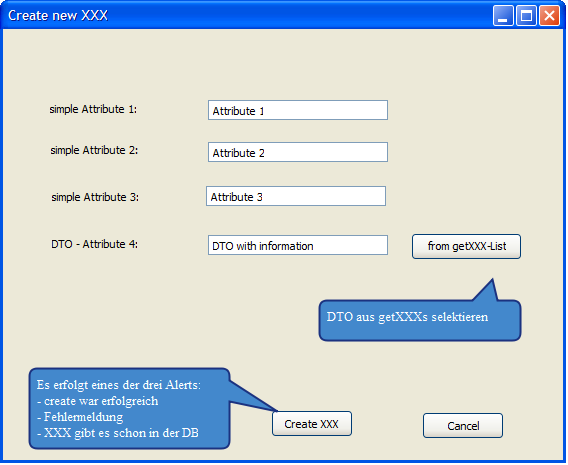 Create new XXX
simple Attribute 1:
Attribute 1
simple Attribute 2:
Attribute 2
simple Attribute 3:
Attribute 3
DTO - Attribute 4:
DTO with information
from getXXX-List
DTO aus getXXXs selektieren
Es erfolgt eines der drei Alerts:
- create war erfolgreich
- Fehlermeldung
- XXX gibt es schon in der DB
Create XXX
Cancel